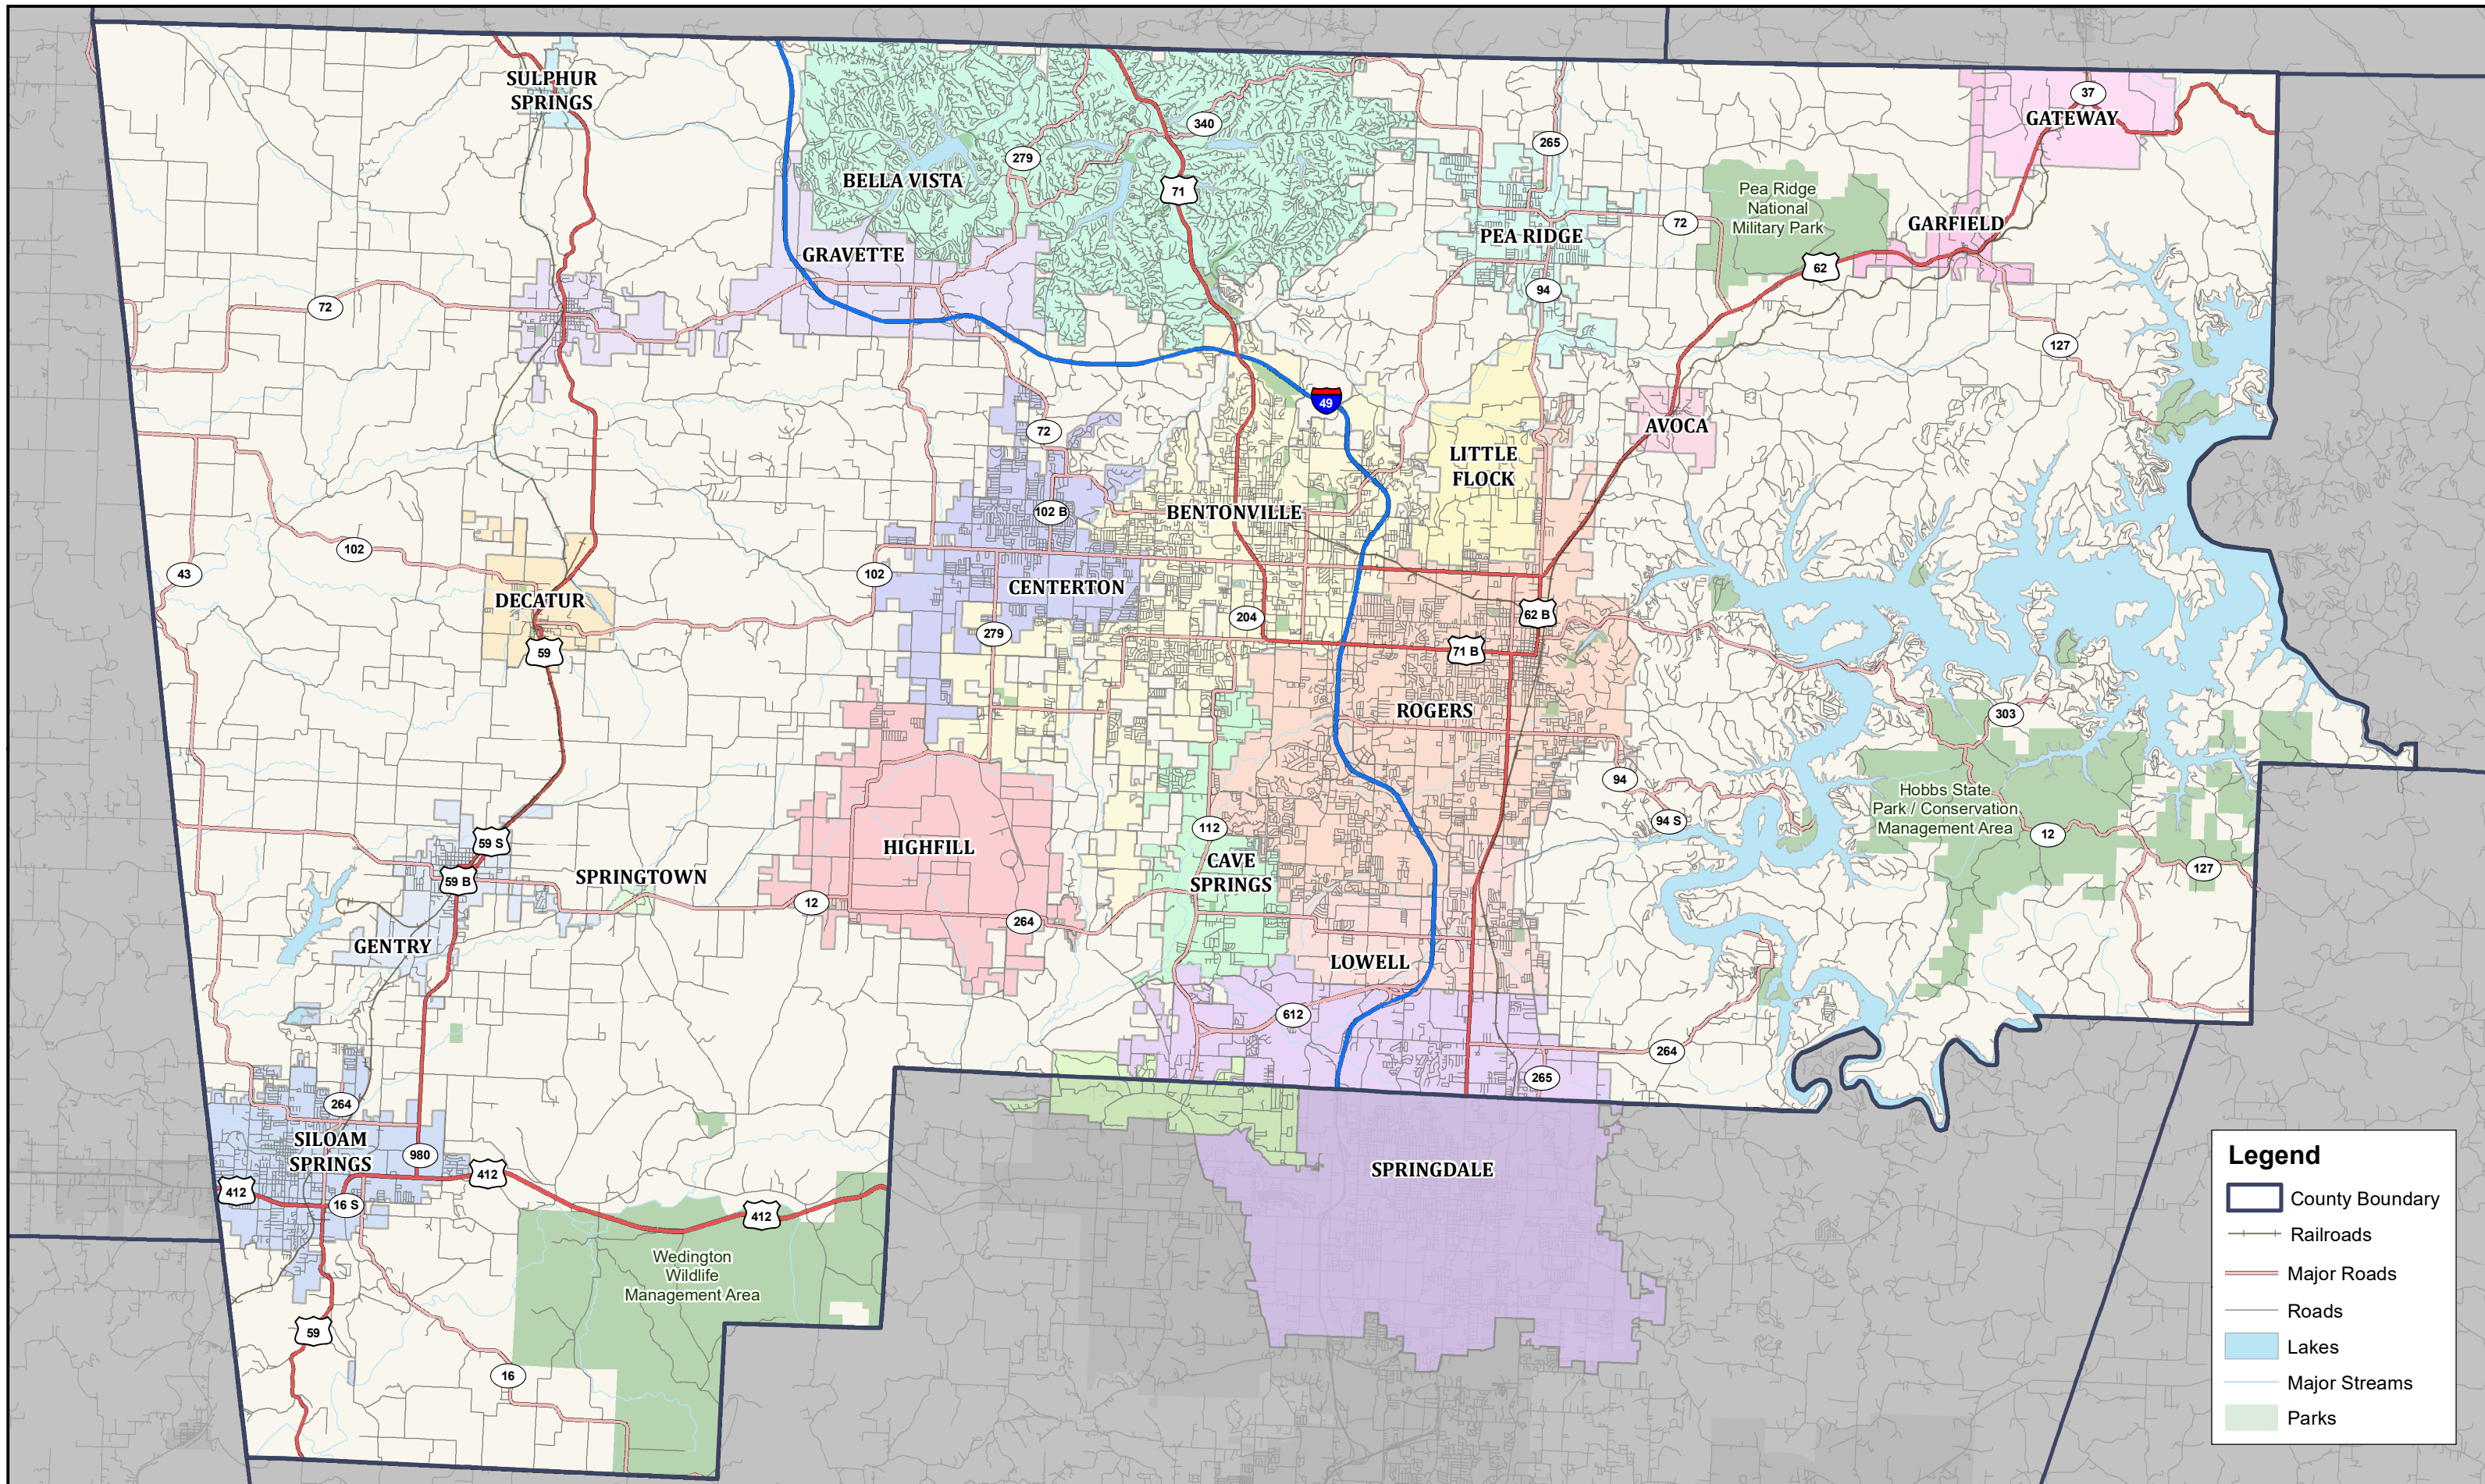 SULPHUR
SPRINGS
37
GATEWAY
340
265
279
BELLA VISTA
71
Pea Ridge
National
Military Park
72
GARFIELD
PEA RIDGE
GRAVETTE
62
94
72
127
49
AVOCA
72
LITTLE
FLOCK
102 B
BENTONVILLE
102
43
102
CENTERTON
DECATUR
204
62 B
279
59
71 B
ROGERS
303
94
Hobbs State
Park / Conservation
Management Area
94 S
112
12
59 S
HIGHFILL
CAVE
SPRINGS
127
59 B
SPRINGTOWN
12
264
GENTRY
LOWELL
612
264
265
264
SILOAM
SPRINGS
980
412
412
16 S
412
SPRINGDALE
Wedington
Wildlife
Management Area
59
16
Legend
County Boundary
Railroads
Major Roads
Roads
Lakes
Major Streams
Parks